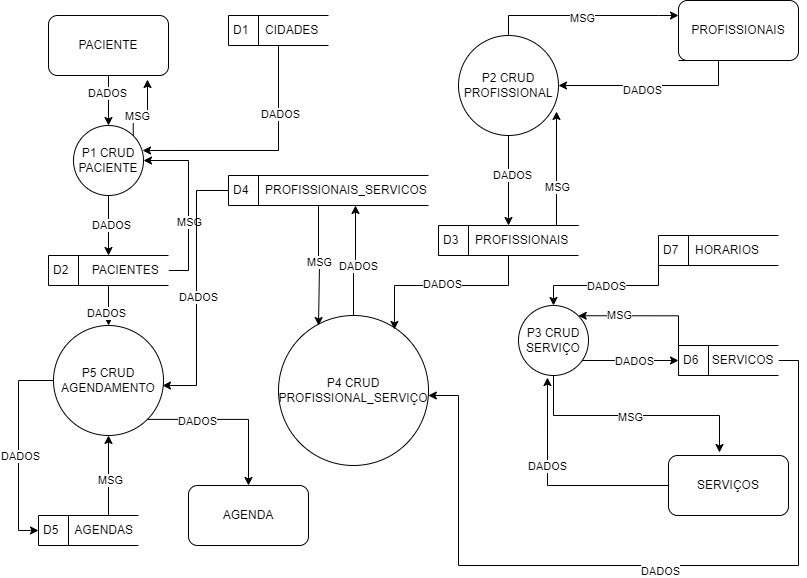 PACIENTE
D1 CIDADES
MSG
PROFISSIONAIS
P2 CRUD
PROFISSIONAL
DADOS
DADOS
MSG
DADOS
P1 CRUD
PACIENTE
DADOS
MSG
D4 PROFISSIONAIS_SERVICOS
MSG
DADOS
D3 PROFISSIONAIS
D7 HORARIOS
D2 PACIENTES
MSG
DADOS
DADOS
DADOS
DADOS
DADOS
MSG
P5 CRUD
AGENDAMENTO
P4 CRUD
PROFISSIONAL_SERVIÇO
P3 CRUD
SERVIÇO
DADOS
D6 SERVICOS
DADOS
MSG
DADOS
MSG
DADOS
SERVIÇOS
D5 AGENDAS
AGENDA
DADOS